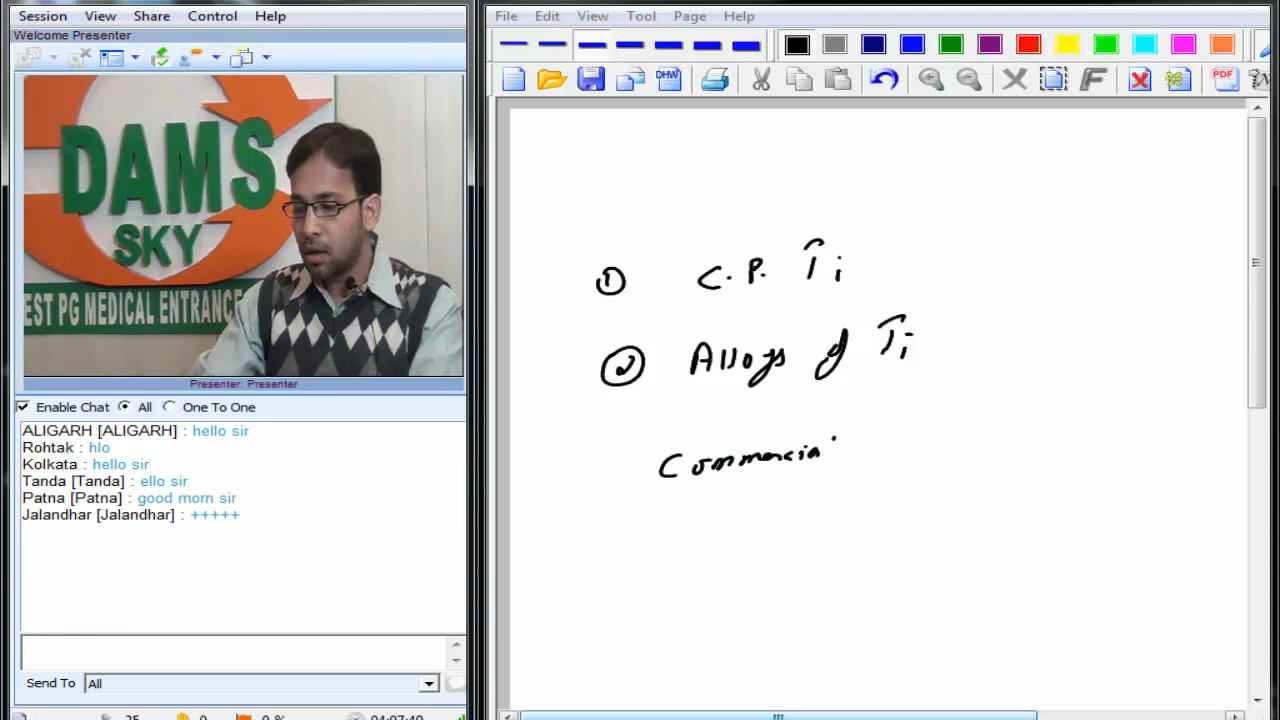 Session View Share Control Help
Welcome Presenter
DAMS
SKY
EST PG MEDICAL ENTRANCE
Presenter: Presenter
Enable Chat All One To One
ALIGARH [ALIGARH] : hello sir
Rohtak : hlo
Kolkata : hello sir
Tanda [Tanda] : ello sir
Patna [Patna] : good morn sir
Jalandhar [Jalandhar] : +++++
Send To All
File Edit View Tool Page Help
DHW
PDF
① C.P. Ti
② Alloys of Ti
Commercia